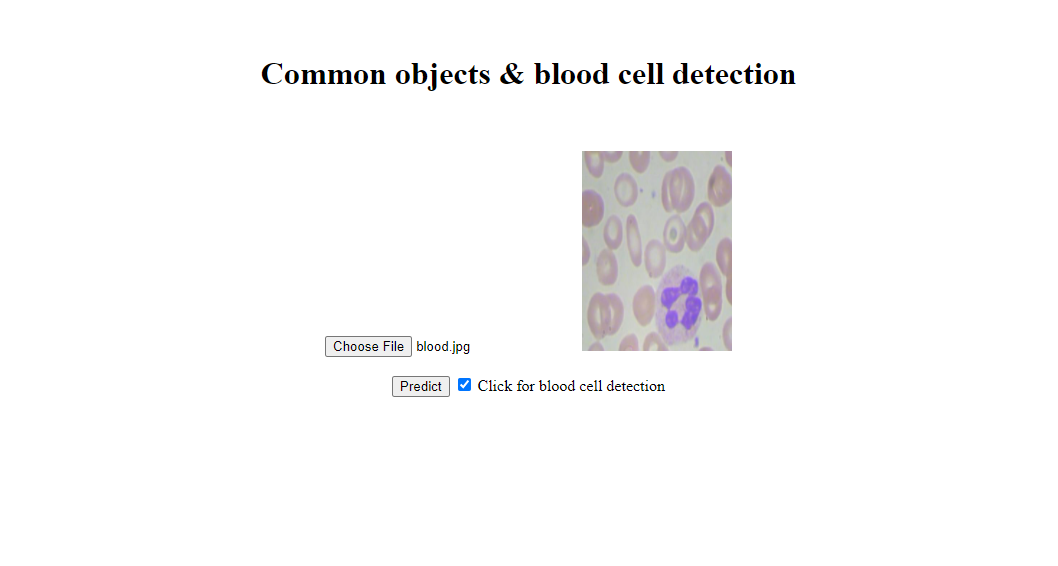 Common objects & blood cell detection
Choose File blood.jpg
Predict Click for blood cell detection